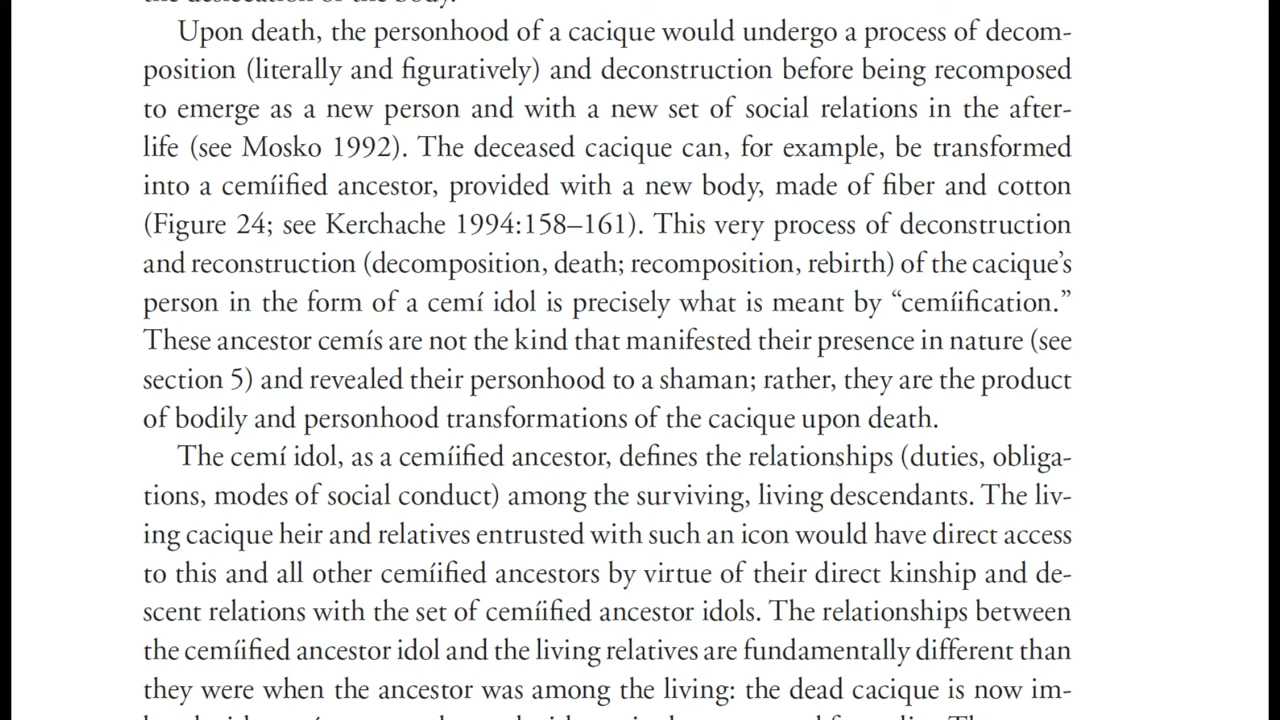 Upon death, the personhood of a cacique would undergo a process of decom-
position (literally and figuratively) and deconstruction before being recomposed
to emerge as a new person and with a new set of social relations in the after-
life (see Mosko 1992). The deceased cacique can, for example, be transformed
into a cemíified ancestor, provided with a new body, made of fiber and cotton
(Figure 24; see Kerchache 1994:158–161). This very process of deconstruction
and reconstruction (decomposition, death; recomposition, rebirth) of the cacique’s
person in the form of a cemí idol is precisely what is meant by “cemíification.”
These ancestor cemís are not the kind that manifested their presence in nature (see
section 5) and revealed their personhood to a shaman; rather, they are the product
of bodily and personhood transformations of the cacique upon death.
The cemí idol, as a cemíified ancestor, defines the relationships (duties, obliga-
tions, modes of social conduct) among the surviving, living descendants. The liv-
ing cacique heir and relatives entrusted with such an icon would have direct access
to this and all other cemíified ancestors by virtue of their direct kinship and de-
scent relations with the set of cemíified ancestor idols. The relationships between
the cemíified ancestor idol and the living relatives are fundamentally different than
they were when the ancestor was among the living: the dead cacique is now im-